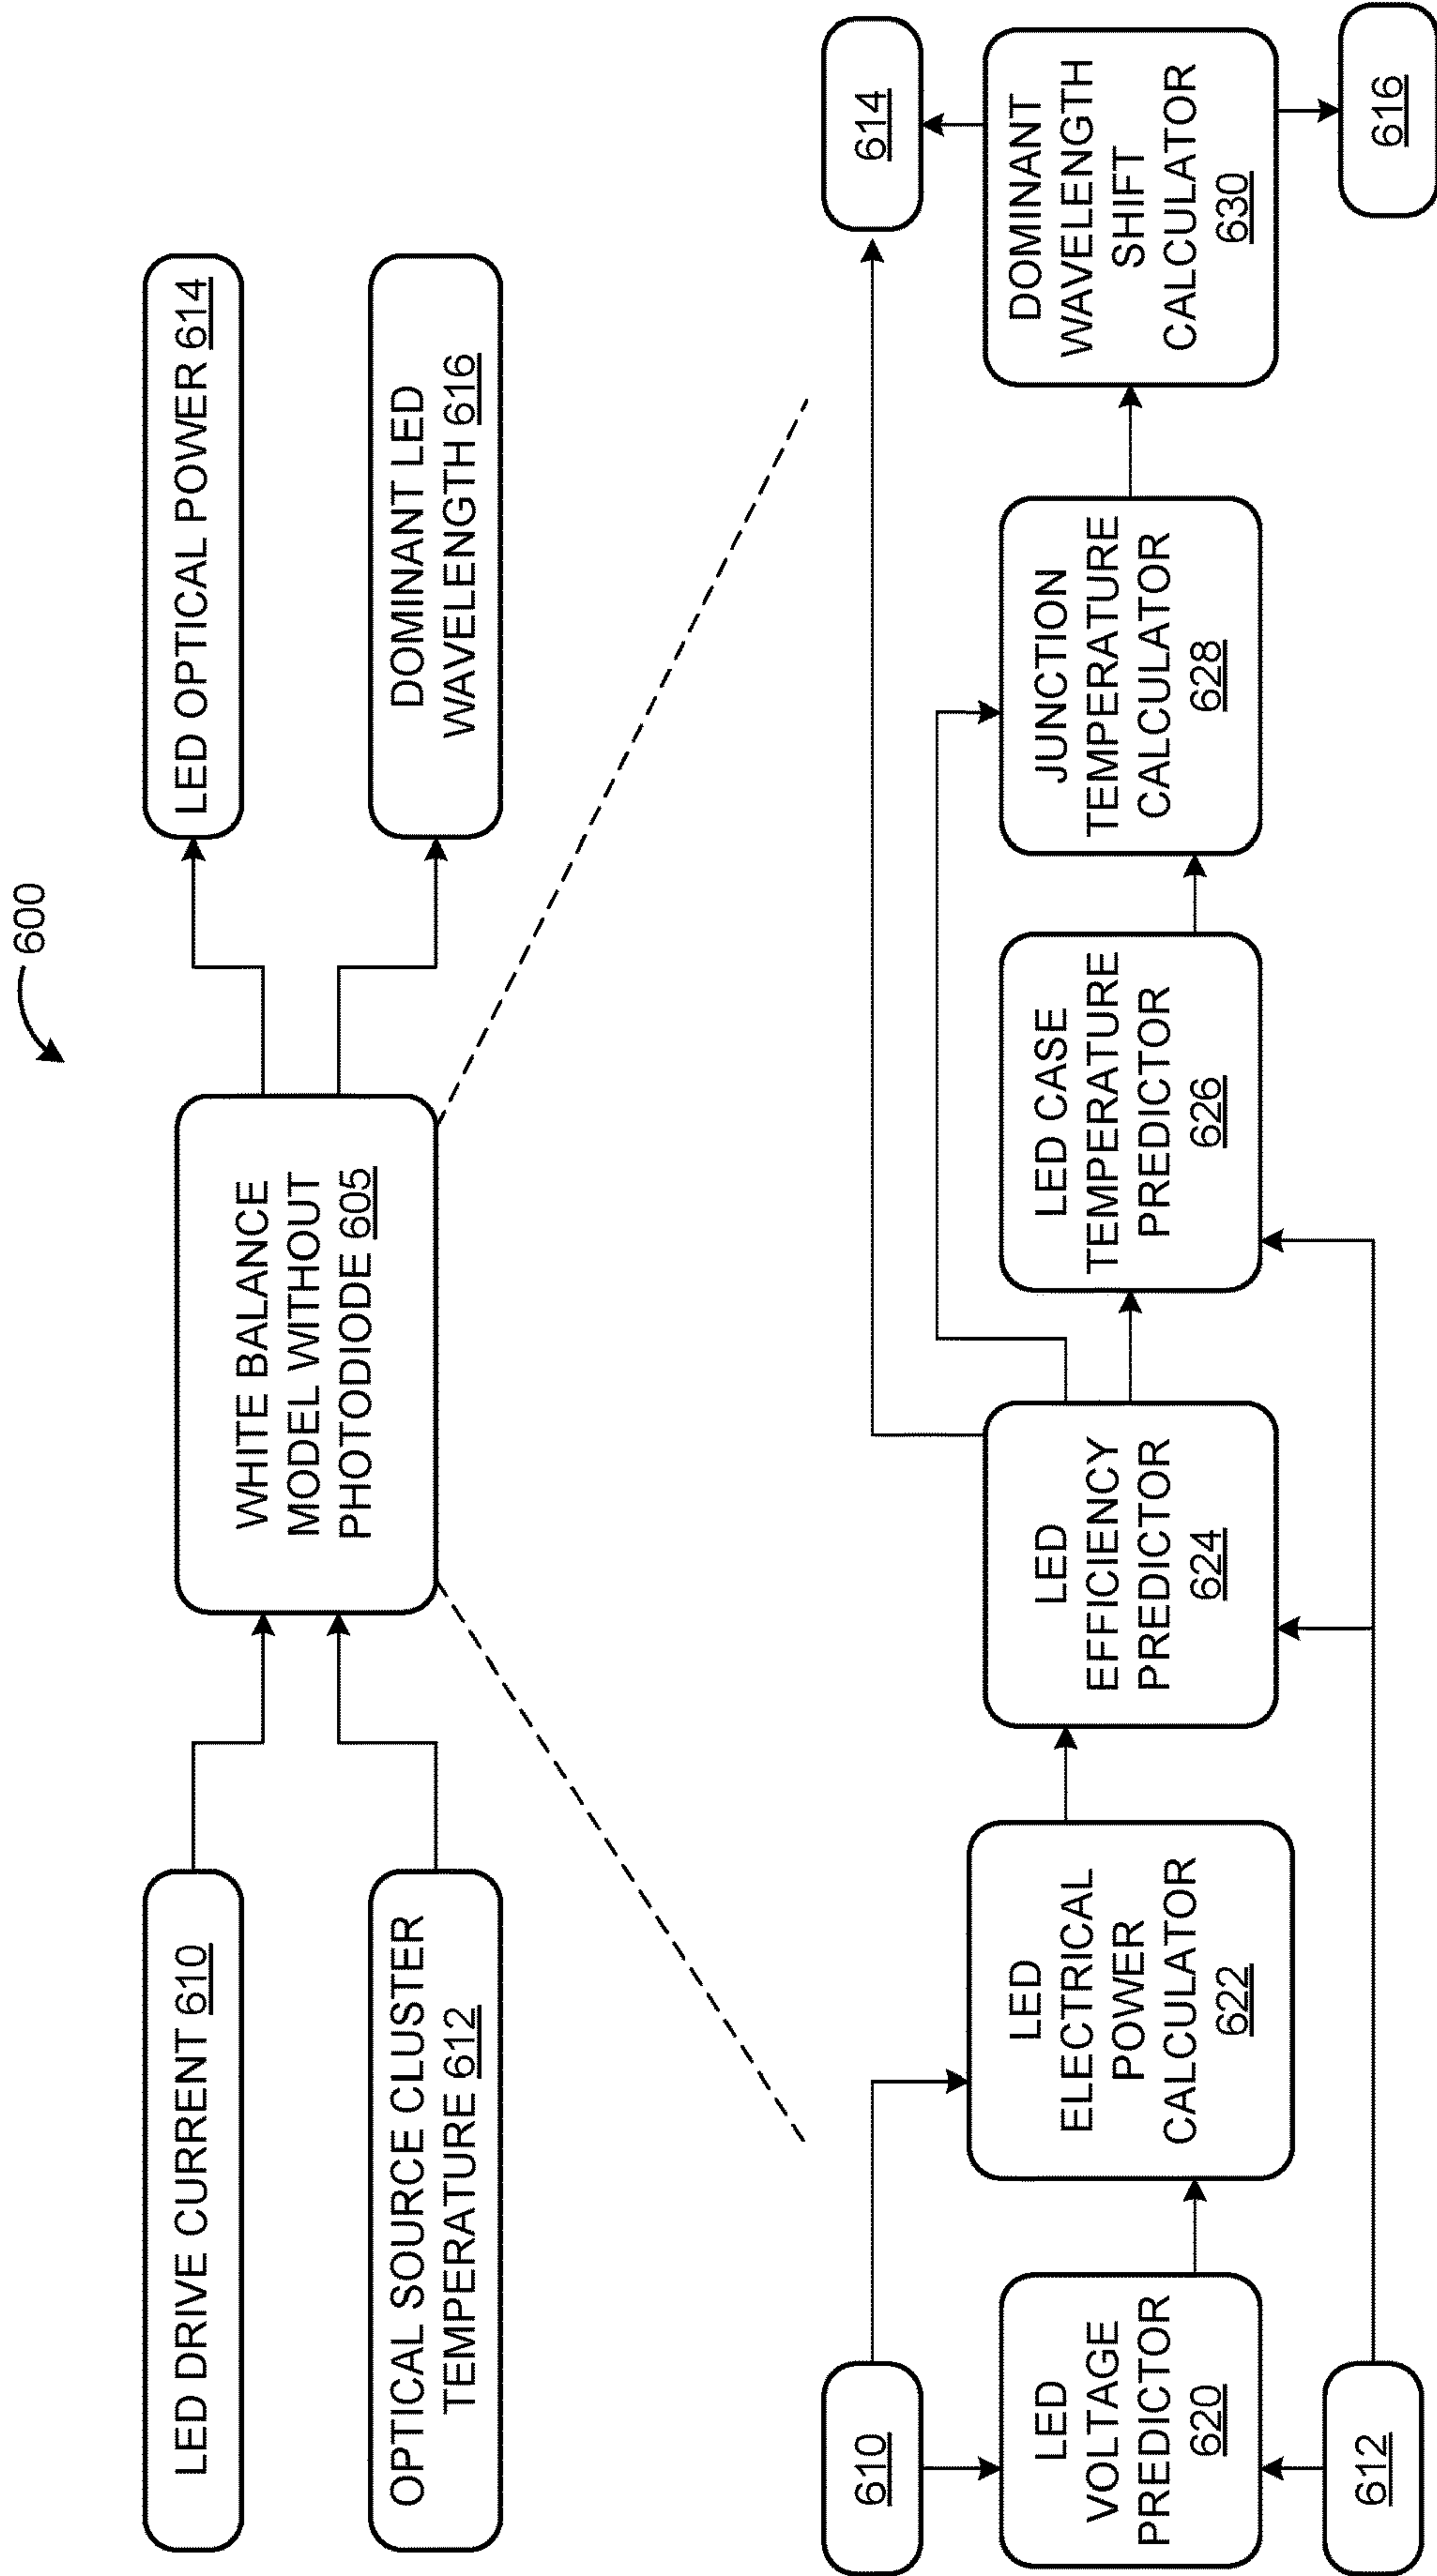 600
LED DRIVE CURRENT 610
OPTICAL SOURCE CLUSTER
TEMPERATURE 612
WHITE BALANCE
MODEL WITHOUT
PHOTODIODE 605
LED OPTICAL POWER 614
DOMINANT LED
WAVELENGTH 616
610
LED
VOLTAGE
PREDICTOR
620
612
LED
ELECTRICAL
POWER
CALCULATOR
622
LED
EFFICIENCY
PREDICTOR
624
LED CASE
TEMPERATURE
PREDICTOR
626
JUNCTION
TEMPERATURE
CALCULATOR
628
614
DOMINANT
WAVELENGTH
SHIFT
CALCULATOR
630
616